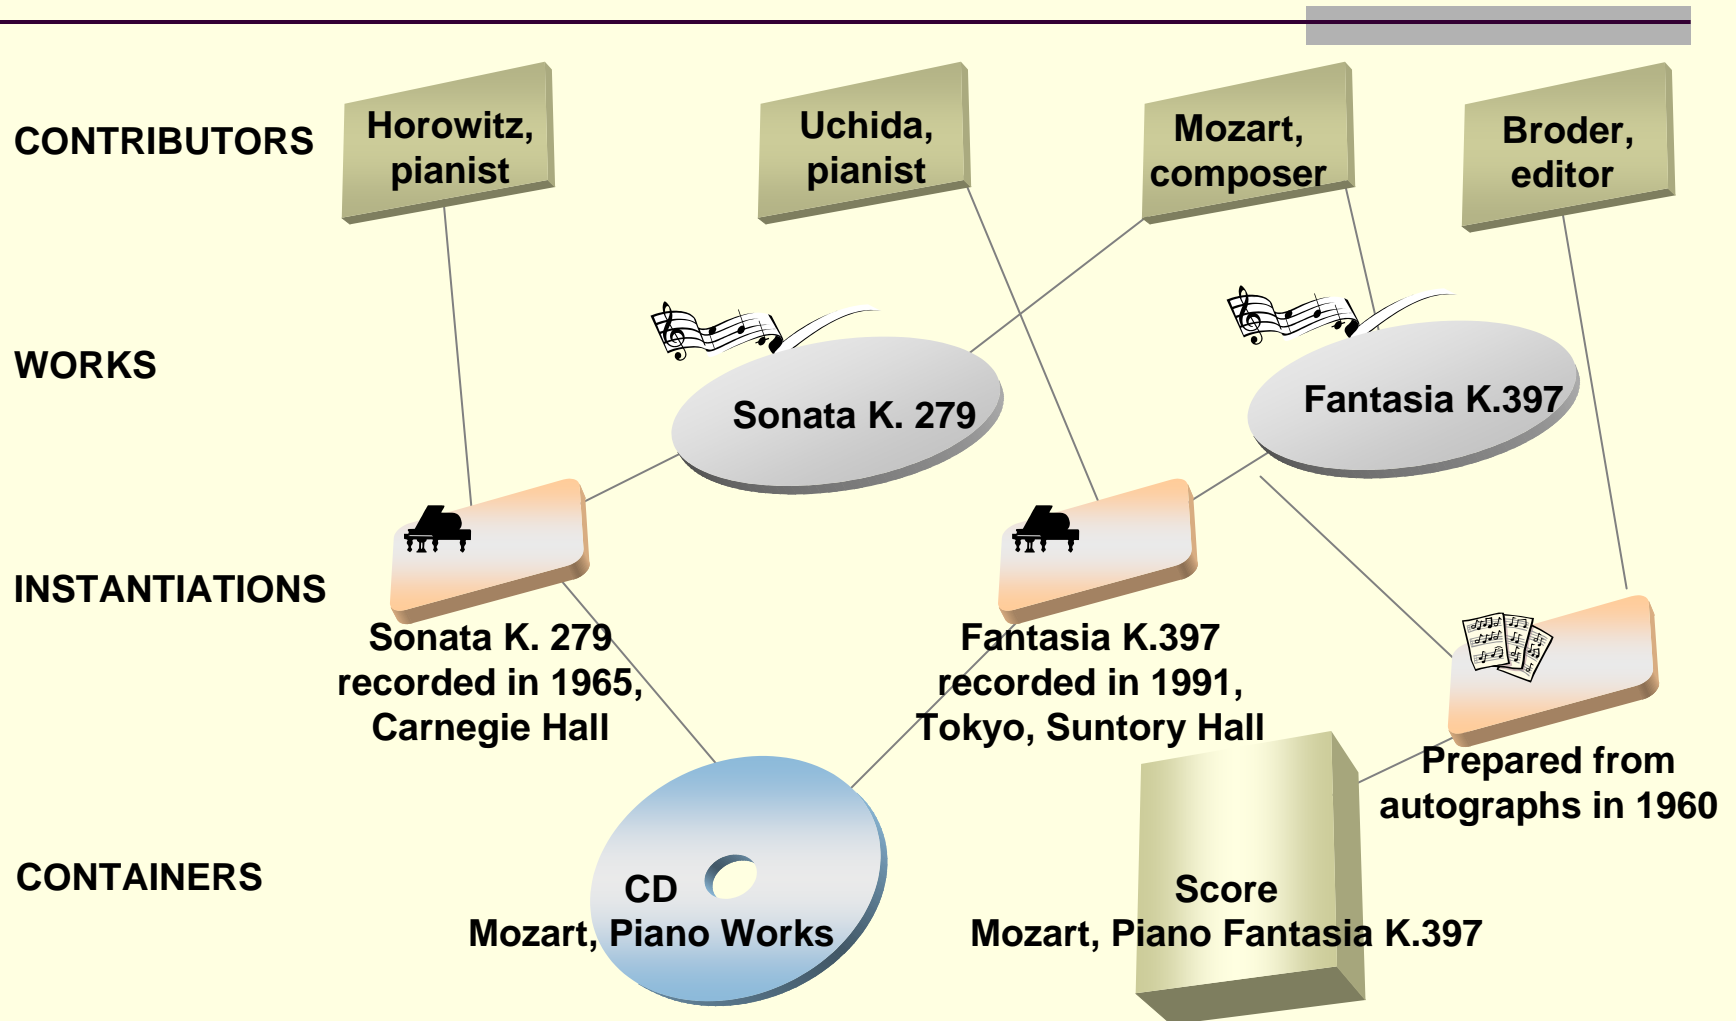 CONTRIBUTORS
Horowitz,
pianist
Uchida,
pianist
Mozart,
composer
Broder,
editor
WORKS
Sonata K. 279
Fantasia K.397
INSTANTIATIONS
Sonata K. 279
recorded in 1965,
Carnegie Hall
Fantasia K.397
recorded in 1991,
Tokyo, Suntory Hall
Prepared from
autographs in 1960
CONTAINERS
CD
Mozart, Piano Works
Score
Mozart, Piano Fantasia K.397